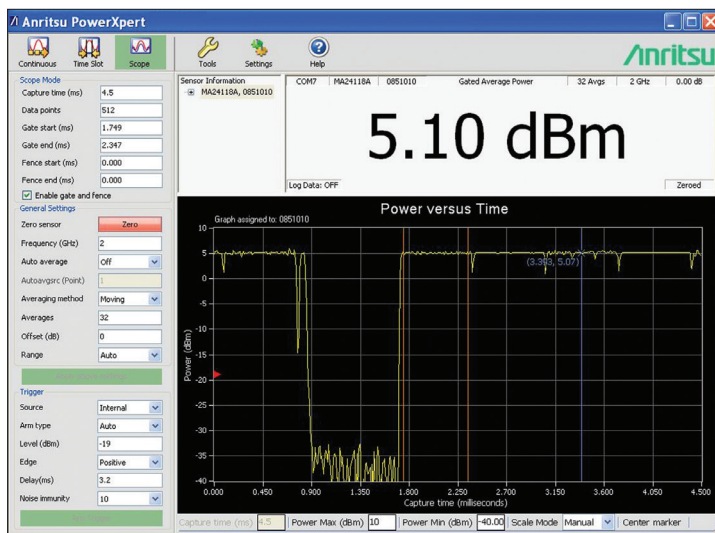 Anritsu PowerXpert
Continuous Time Slot Scope Tools Settings Help
Anritsu
Scope Mode
Capture time (ms) 4.5
Data points 512
Gate start (ms) 1.749
Gate end (ms) 2.347
Fence start (ms) 0.000
Fence end (ms) 0.000
Enable gate and fence
General Settings
Zero sensor Zero
Frequency (GHz) 2
Auto average Off
Autoavgsrc (Point) 1
Averaging method Moving
Averages 32
Offset (dB) 0
Range Auto
Trigger
Source Internal
Arm type Auto
Level (dBm) -19
Edge Positive
Delay(ms) 3.2
Noise immunity 10
Sensor Information
MA24118A, 0851010
COM7 MA24118A 0851010 Gated Average Power 32 Avgs 2 GHz 0.00 dB
5.10 dBm
Log Data: OFF Zeroed
Power versus Time
Graph assigned to: 0851010
Power (dBm)
10
5
0
-5
-10
-15
-20
-25
-30
-35
-40
(3.393, 5.07)
0.000 0.450 0.900 1.350 1.800 2.250 2.700 3.150 3.600 4.050 4.500
Capture time (milliseconds)
Capture time (ms) 4.5 Power Max (dBm) 10 Power Min (dBm) -40.00 Scale Mode Manual Center marker